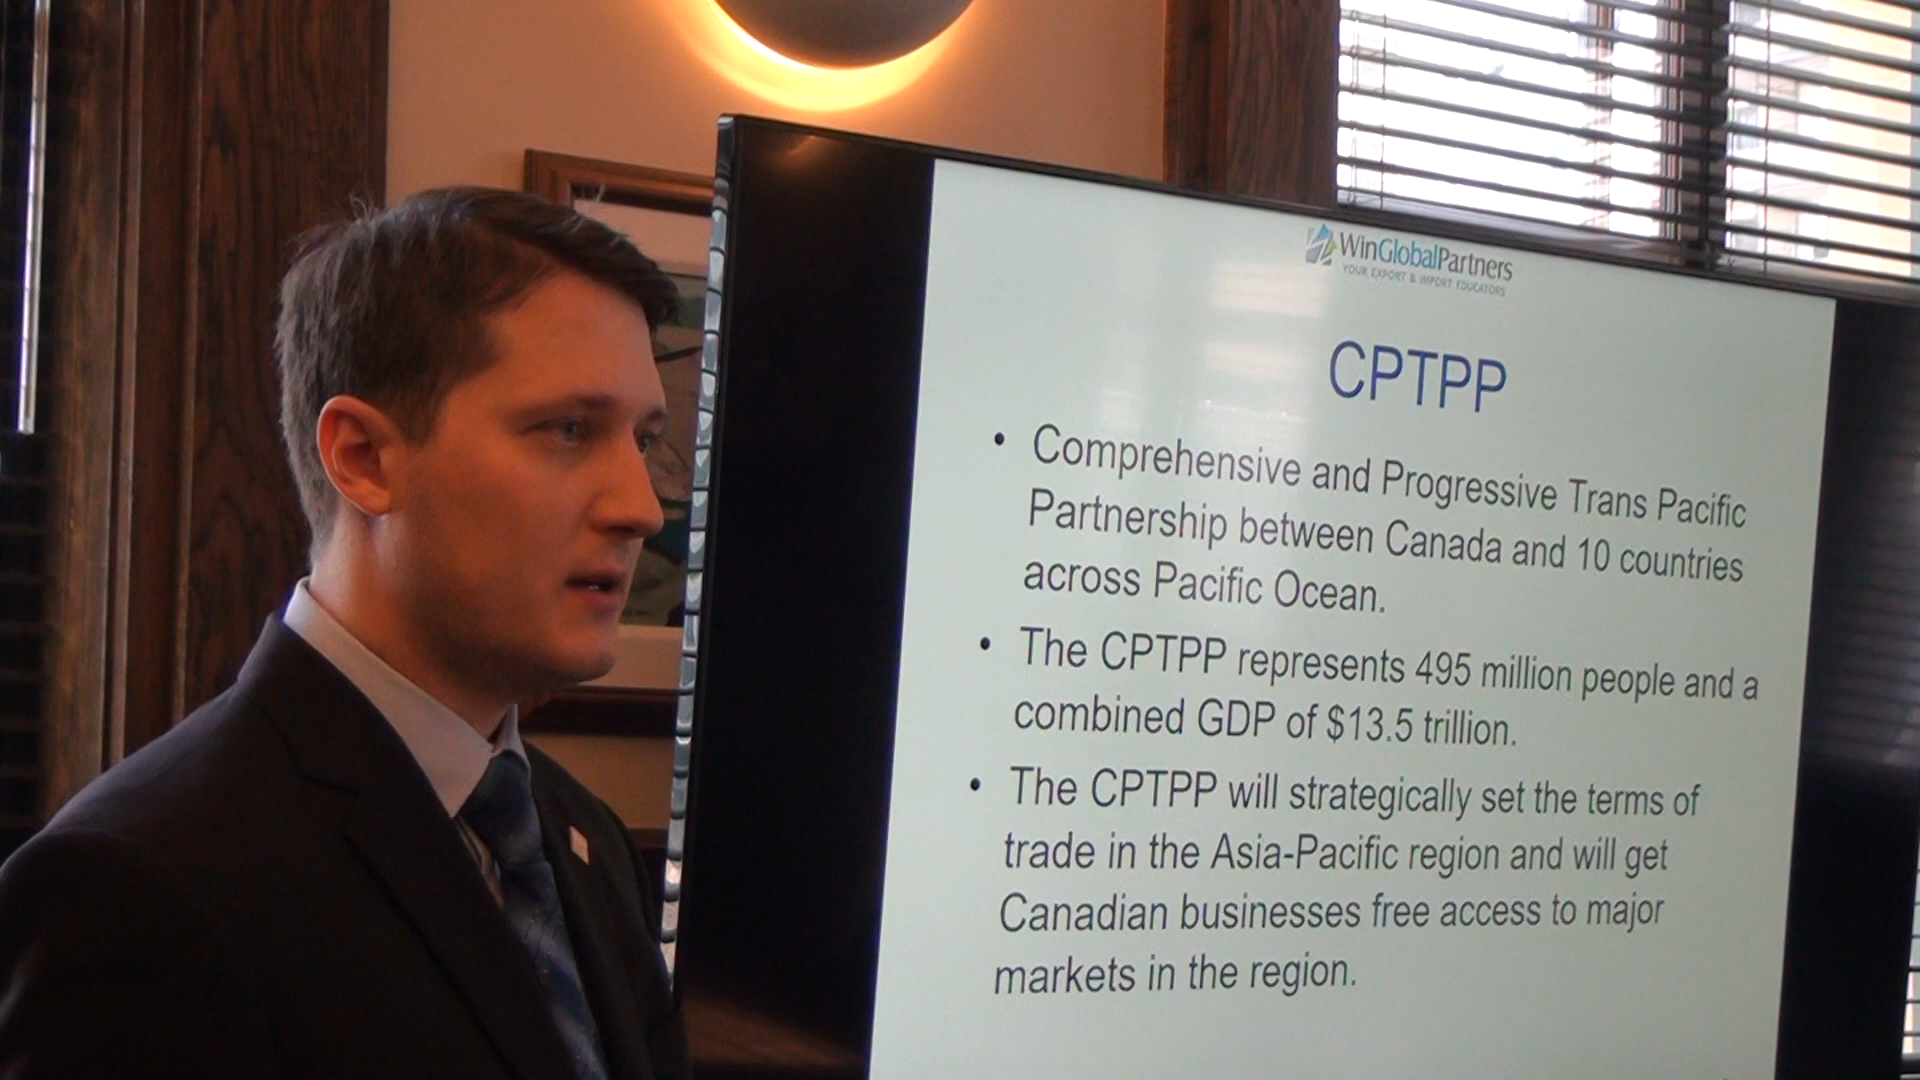 WinGlobalPartners
YOUR EXPORT & IMPORT EDUCATORS
CPTPP
• Comprehensive and Progressive Trans Pacific
Partnership between Canada and 10 countries
across Pacific Ocean.
• The CPTPP represents 495 million people and a
combined GDP of $13.5 trillion.
• The CPTPP will strategically set the terms of
trade in the Asia-Pacific region and will get
Canadian businesses free access to major
markets in the region.